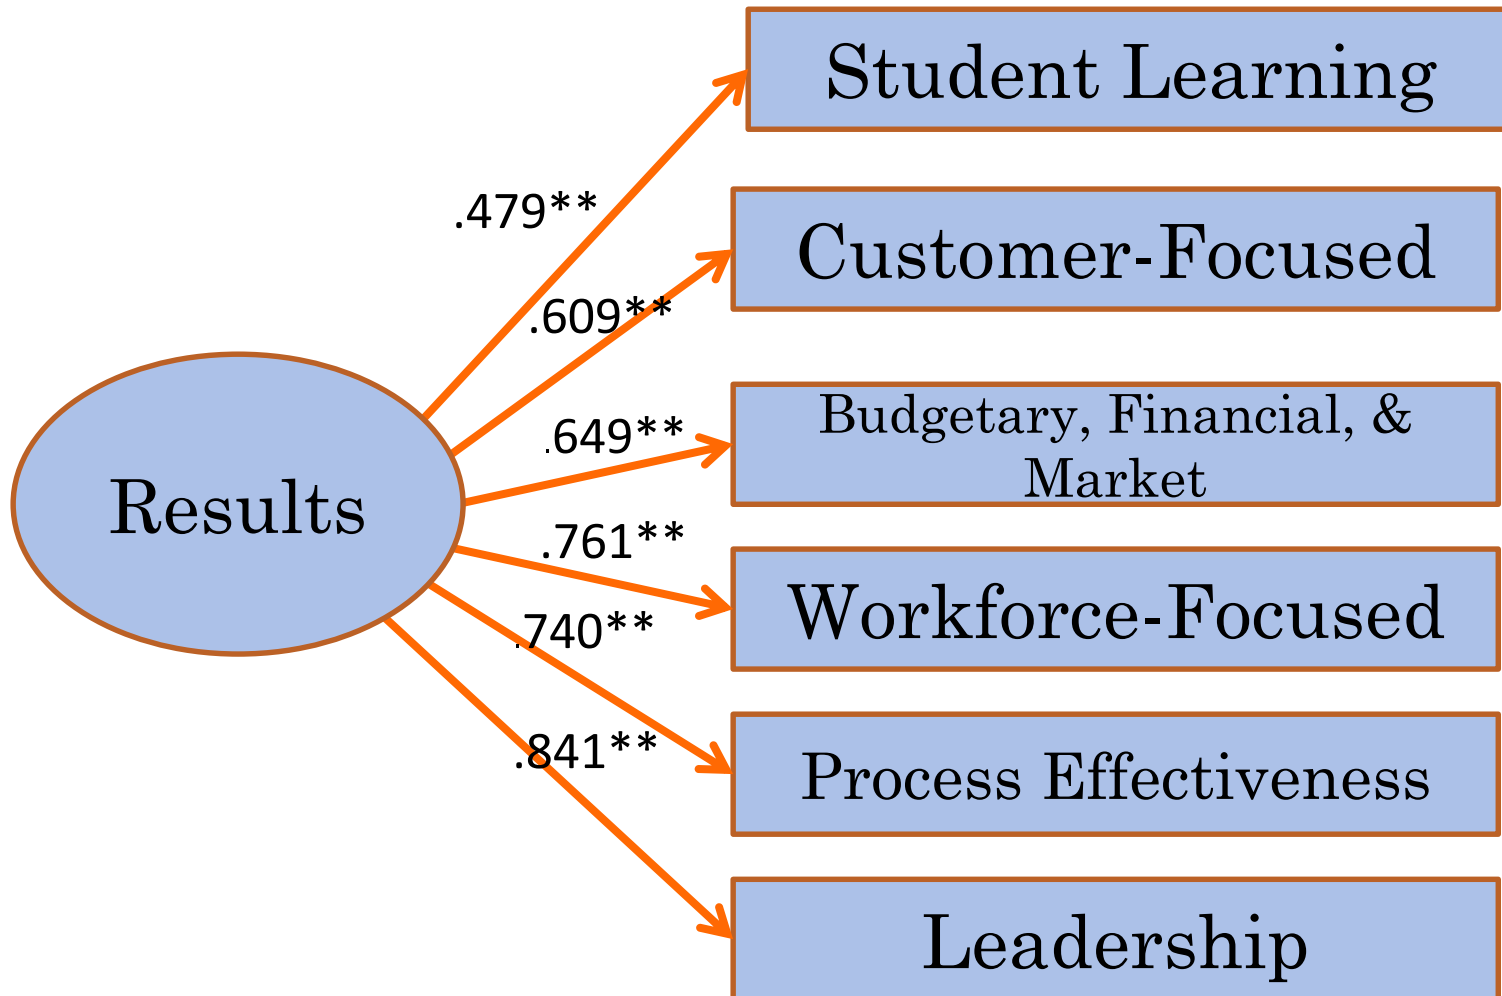 Student Learning
.479**
Customer-Focused
.609**
Budgetary, Financial, &
Market
.649**
Results
.761**
Workforce-Focused
.740**
.841**
Process Effectiveness
Leadership